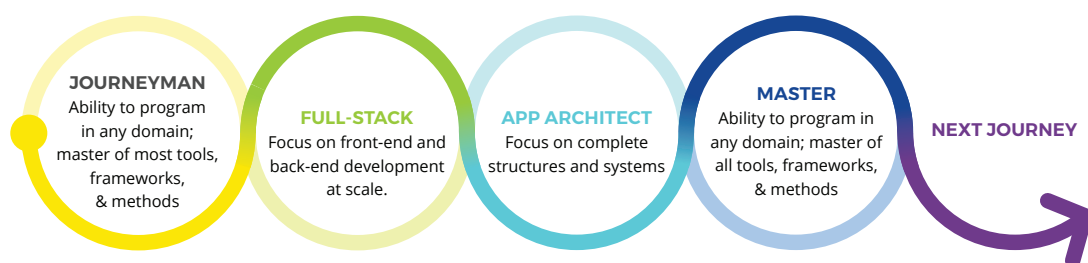 JOURNEYMAN
Ability to program
in any domain;
master of most tools,
frameworks,
& methods
FULL-STACK
Focus on front-end and
back-end development
at scale.
APP ARCHITECT
Focus on complete
structures and systems
MASTER
Ability to program in
any domain; master of
all tools, frameworks,
& methods
NEXT JOURNEY